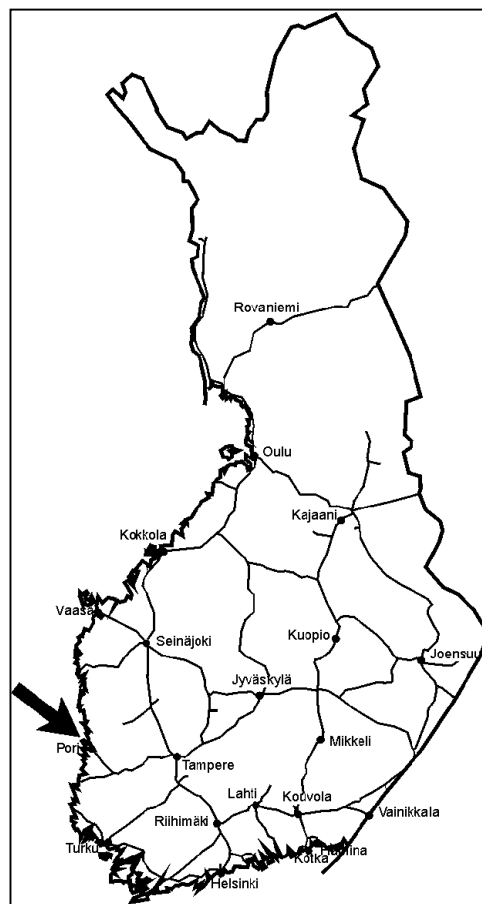 Rovaniemi
Oulu
Kajaani
Kokkola
Vaasa
Seinäjoki
Kuopio
Joensuu
Jyväskylä
Pori
Mikkeli
Tampere
Lahti
Kouvola
Riihimäki
Vainikkala
Turku
Hamina
Kotka
Helsinki